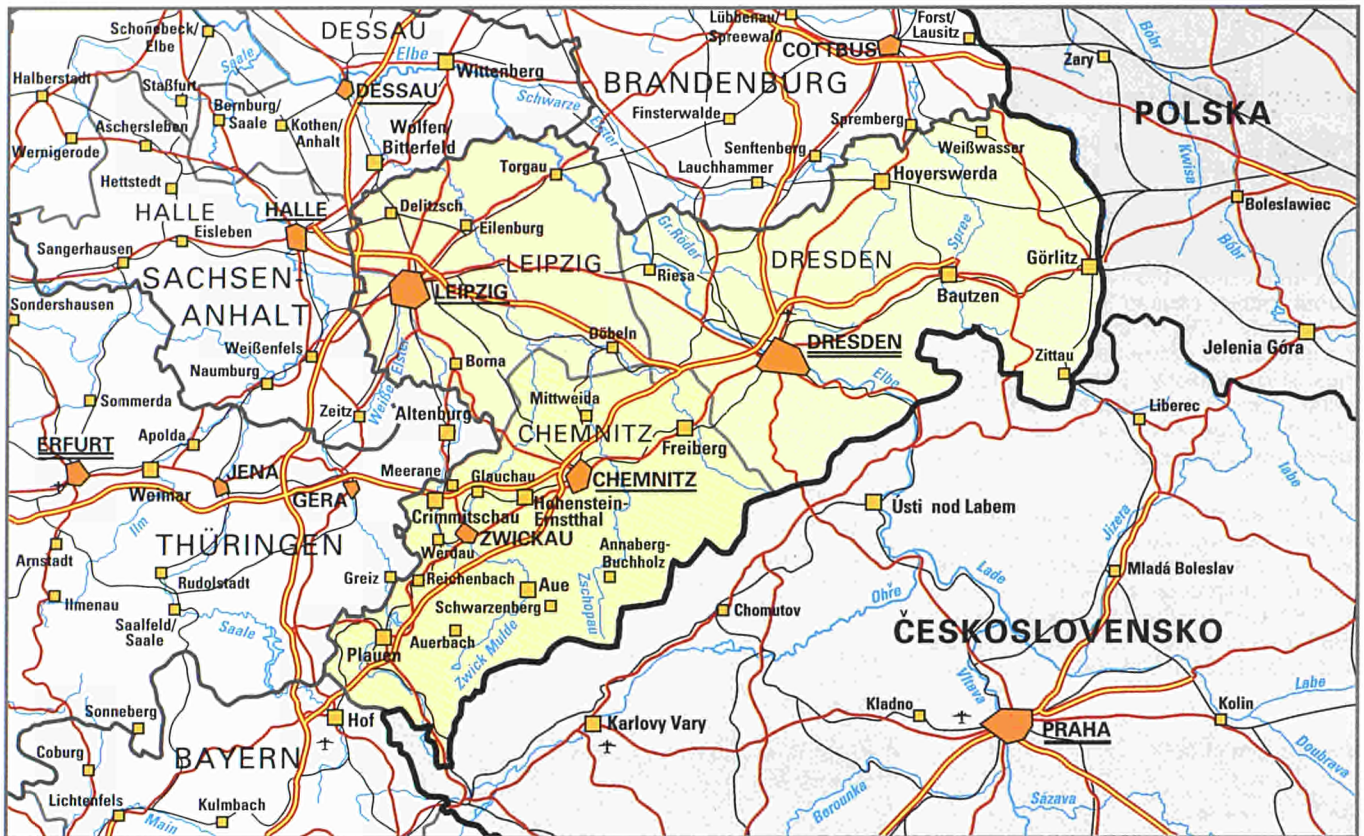 Schonebeck/
Elbe
Saale
DESSAU
Elbe
Lübbenau/
Spreewald
Forst/
Lausitz
COTTBUS
Bóbr
Halberstadt
Staßfurt
Bernburg/
Saale
DESSAU
Wittenberg
BRANDENBURG
Zary
Schwarze
Elster
POLSKA
Aschersleben
Kothen/
Anhalt
Wolfen/
Bitterfeld
Finsterwalde
Spremberg
Wernigerode
Weißwasser
Kwisa
Hettstedt
Torgau
Lauchhammer
Senftenberg
Hoyerswerda
HALLE
HALLE
Delitzsch
Boleslawiec
Eisleben
Eilenburg
Gr.Röder
Spree
Bóbr
Sangerhausen
SACHSEN-
ANHALT
LEIPZIG
Riesa
DRESDEN
Görlitz
LEIPZIG
Bautzen
Sondershausen
Weißenfels
Döbeln
DRESDEN
Jelenia Góra
Naumburg
Borna
Zittau
Weiße Elster
Elbe
Sommerda
Zeitz
Altenburg
Mittweida
Liberec
ERFURT
Apolda
CHEMNITZ
Freiberg
JENA
Meerane
Glauchau
CHEMNITZ
labe
Weimar
GERA
Hohenstein-
Ernstthal
Ústi nod Labem
Ilm
Crimmitschau
Jizera
THÜRINGEN
ZWICKAU
Werdau
Annaberg-
Buchholz
Arnstadt
Rudolstadt
Greiz
Reichenbach
Aue
Lade
Mladá Boleslav
Ilmenau
Ohře
Saalfeld/
Saale
Schwarzenberg
Zschopau
Chomutov
Saale
Auerbach
ČESKOSLOVENSKO
Plauen
Zwick Mulde
Vltava
Labe
Sonneberg
Hof
Karlovy Vary
Kladno
Kolin
PRAHA
Coburg
BAYERN
Doubrava
Lichtenfels
Kulmbach
Main
Berounka
Sázava